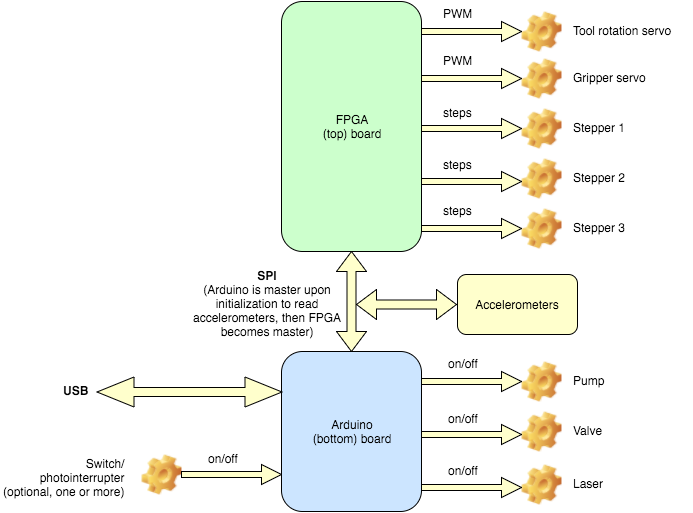 PWM
Tool rotation servo
PWM
Gripper servo
FPGA
(top) board
steps
Stepper 1
steps
Stepper 2
steps
Stepper 3
SPI
(Arduino is master upon
initialization to read
accelerometers, then FPGA
becomes master)
Accelerometers
USB
Arduino
(bottom) board
on/off
Pump
on/off
Valve
on/off
Laser
Switch/
photointerrupter
(optional, one or more)
on/off